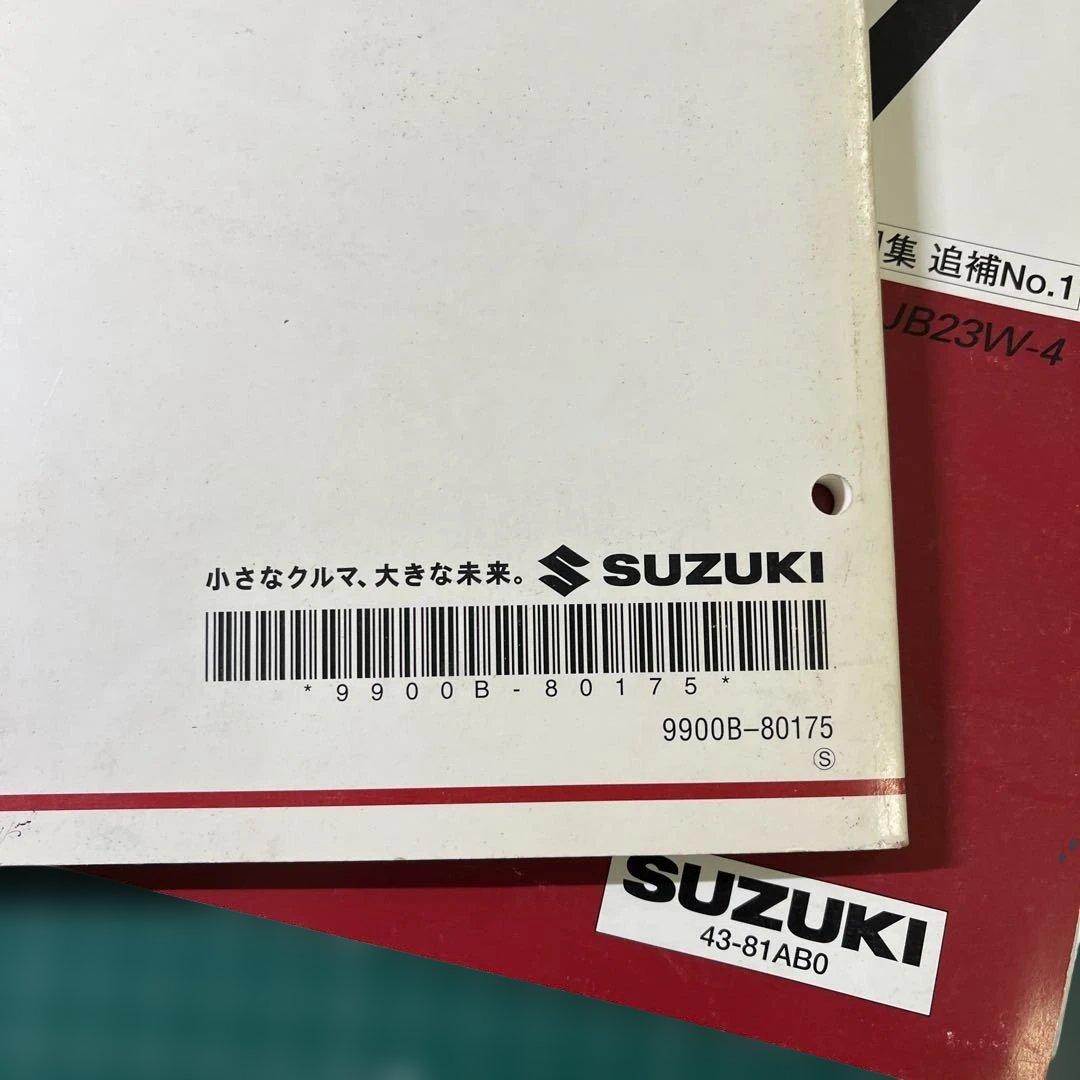 集 追補No.1
JB23W-4
小さなクルマ、大きな未来。 SUZUKI
*9900B-80175*
9900B-80175
Ⓢ
SUZUKI
43-81AB0